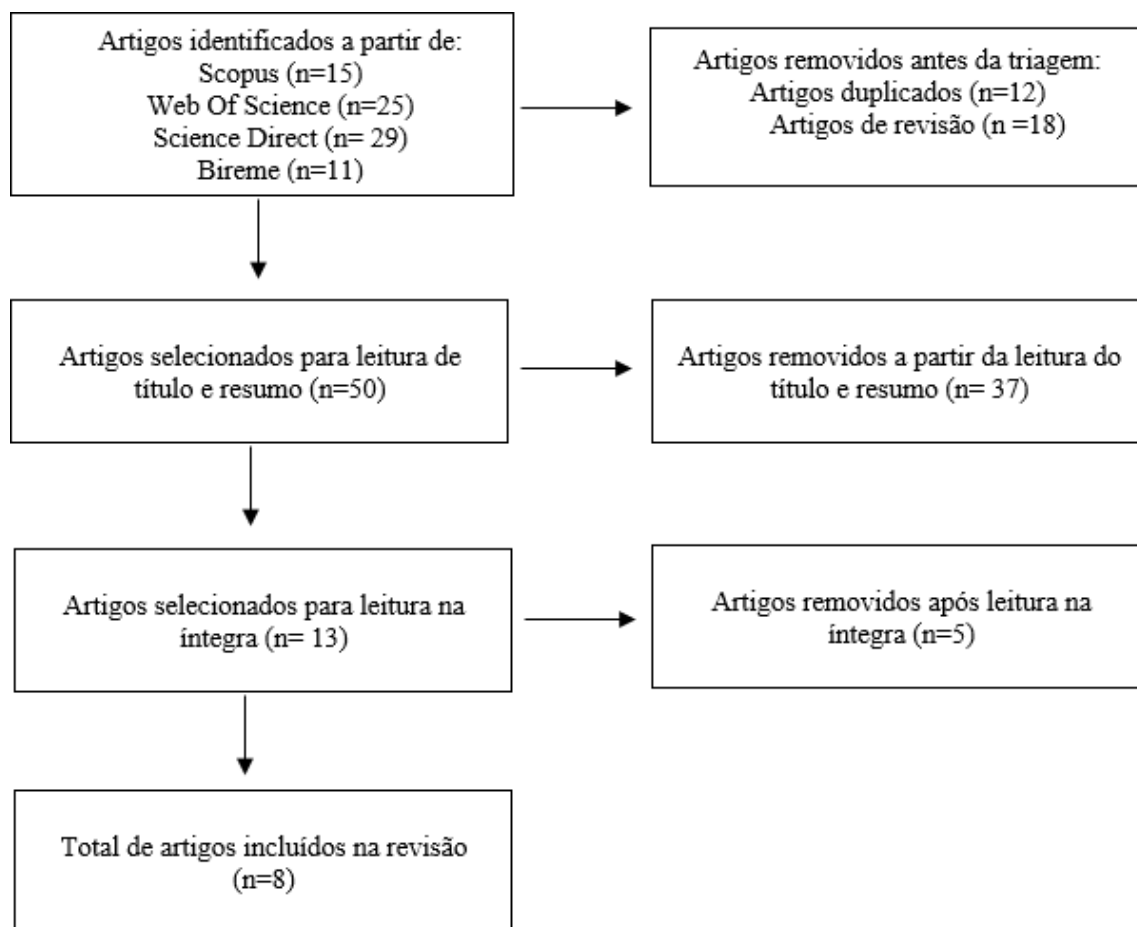 Artigos identificados a partir de:
Scopus (n=15)
Web Of Science (n=25)
Science Direct (n= 29)
Bireme (n=11)
Artigos removidos antes da triagem:
Artigos duplicados (n=12)
Artigos de revisão (n =18)
Artigos selecionados para leitura de
título e resumo (n=50)
Artigos removidos a partir da leitura do
título e resumo (n= 37)
Artigos selecionados para leitura na
íntegra (n= 13)
Artigos removidos após leitura na
íntegra (n=5)
Total de artigos incluídos na revisão
(n=8)